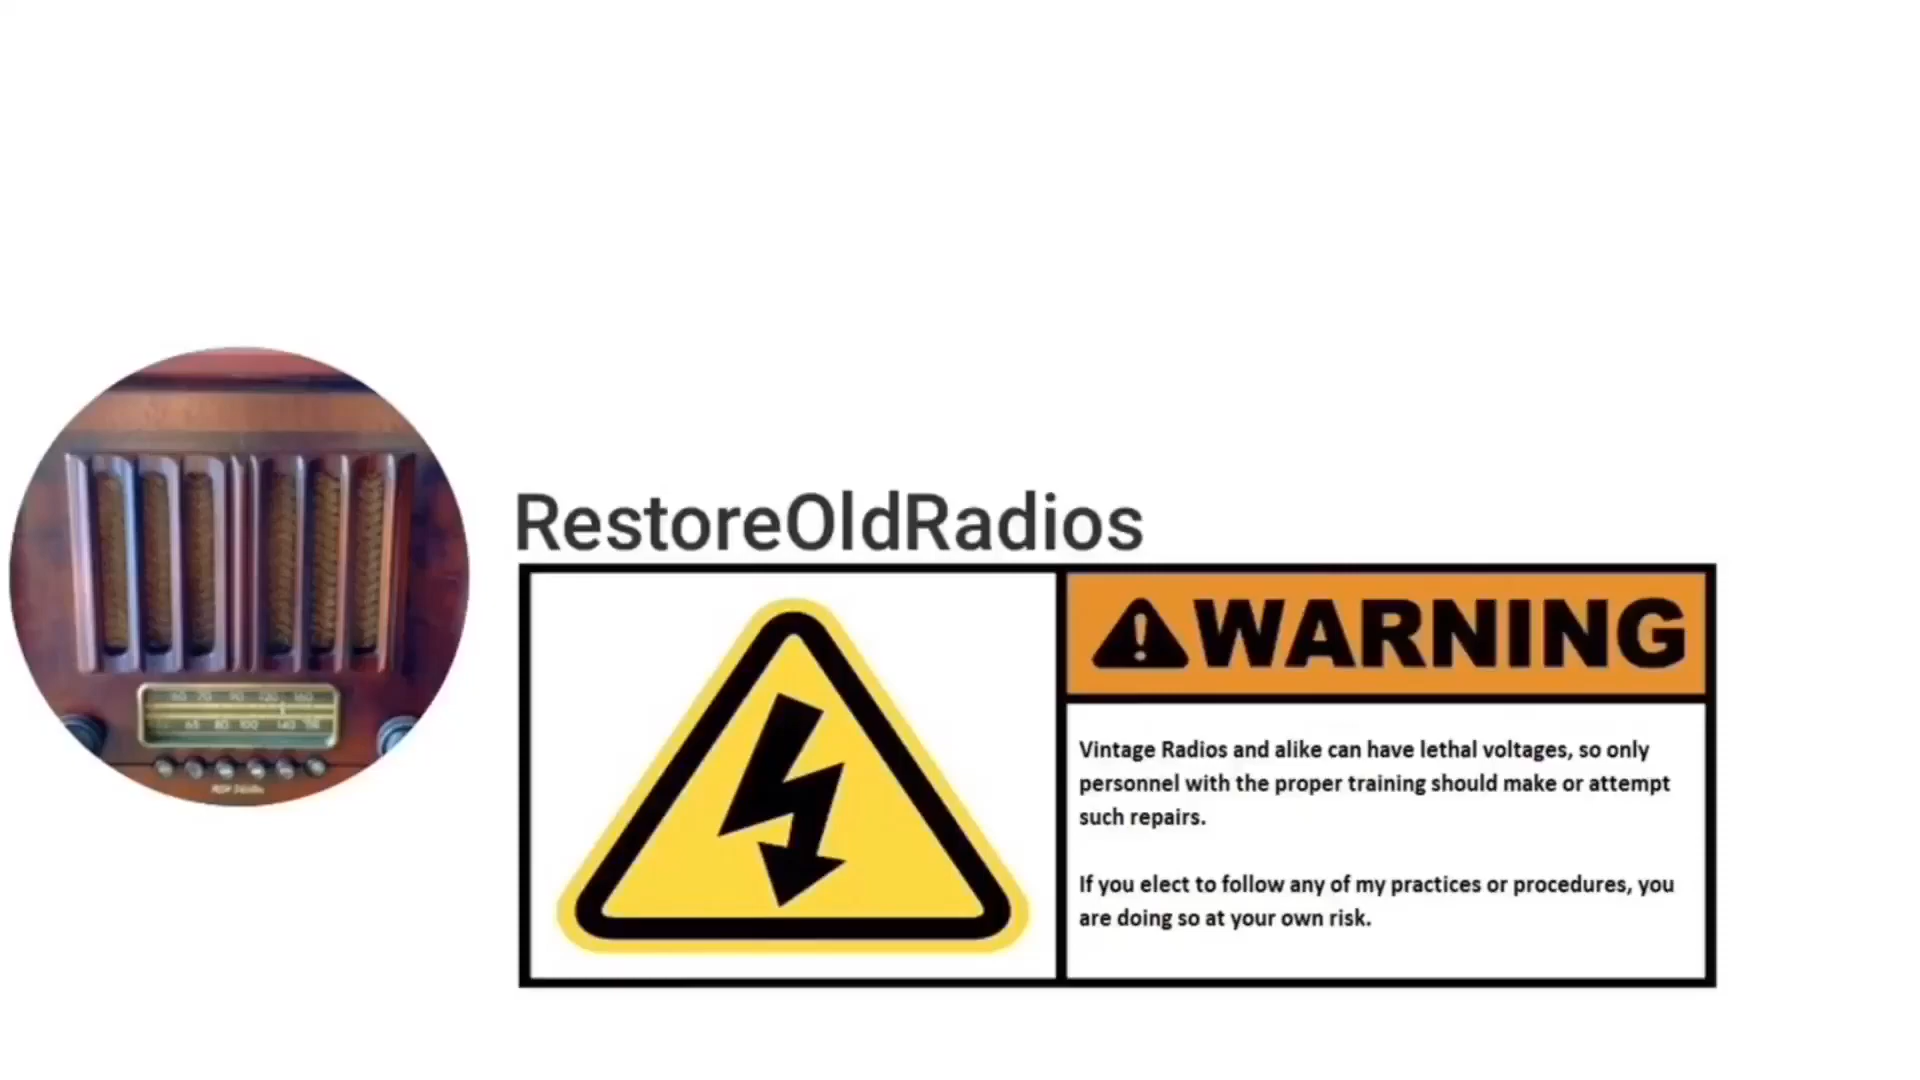 RestoreOldRadios
WARNING
Vintage Radios and alike can have lethal voltages, so only
personnel with the proper training should make or attempt
such repairs.
If you elect to follow any of my practices or procedures, you
are doing so at your own risk.